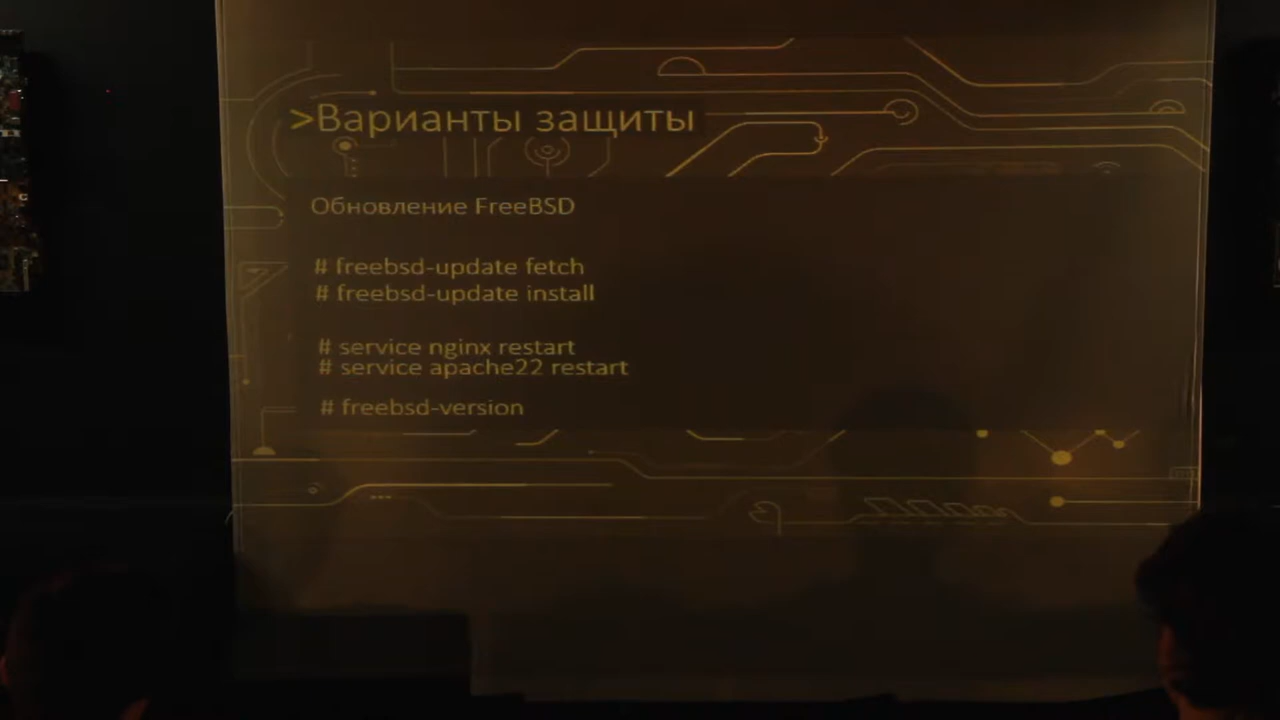 >Варианты защиты
Обновление FreeBSD
# freebsd-update fetch
# freebsd-update install
# service nginx restart
# service apache22 restart
# freebsd-version